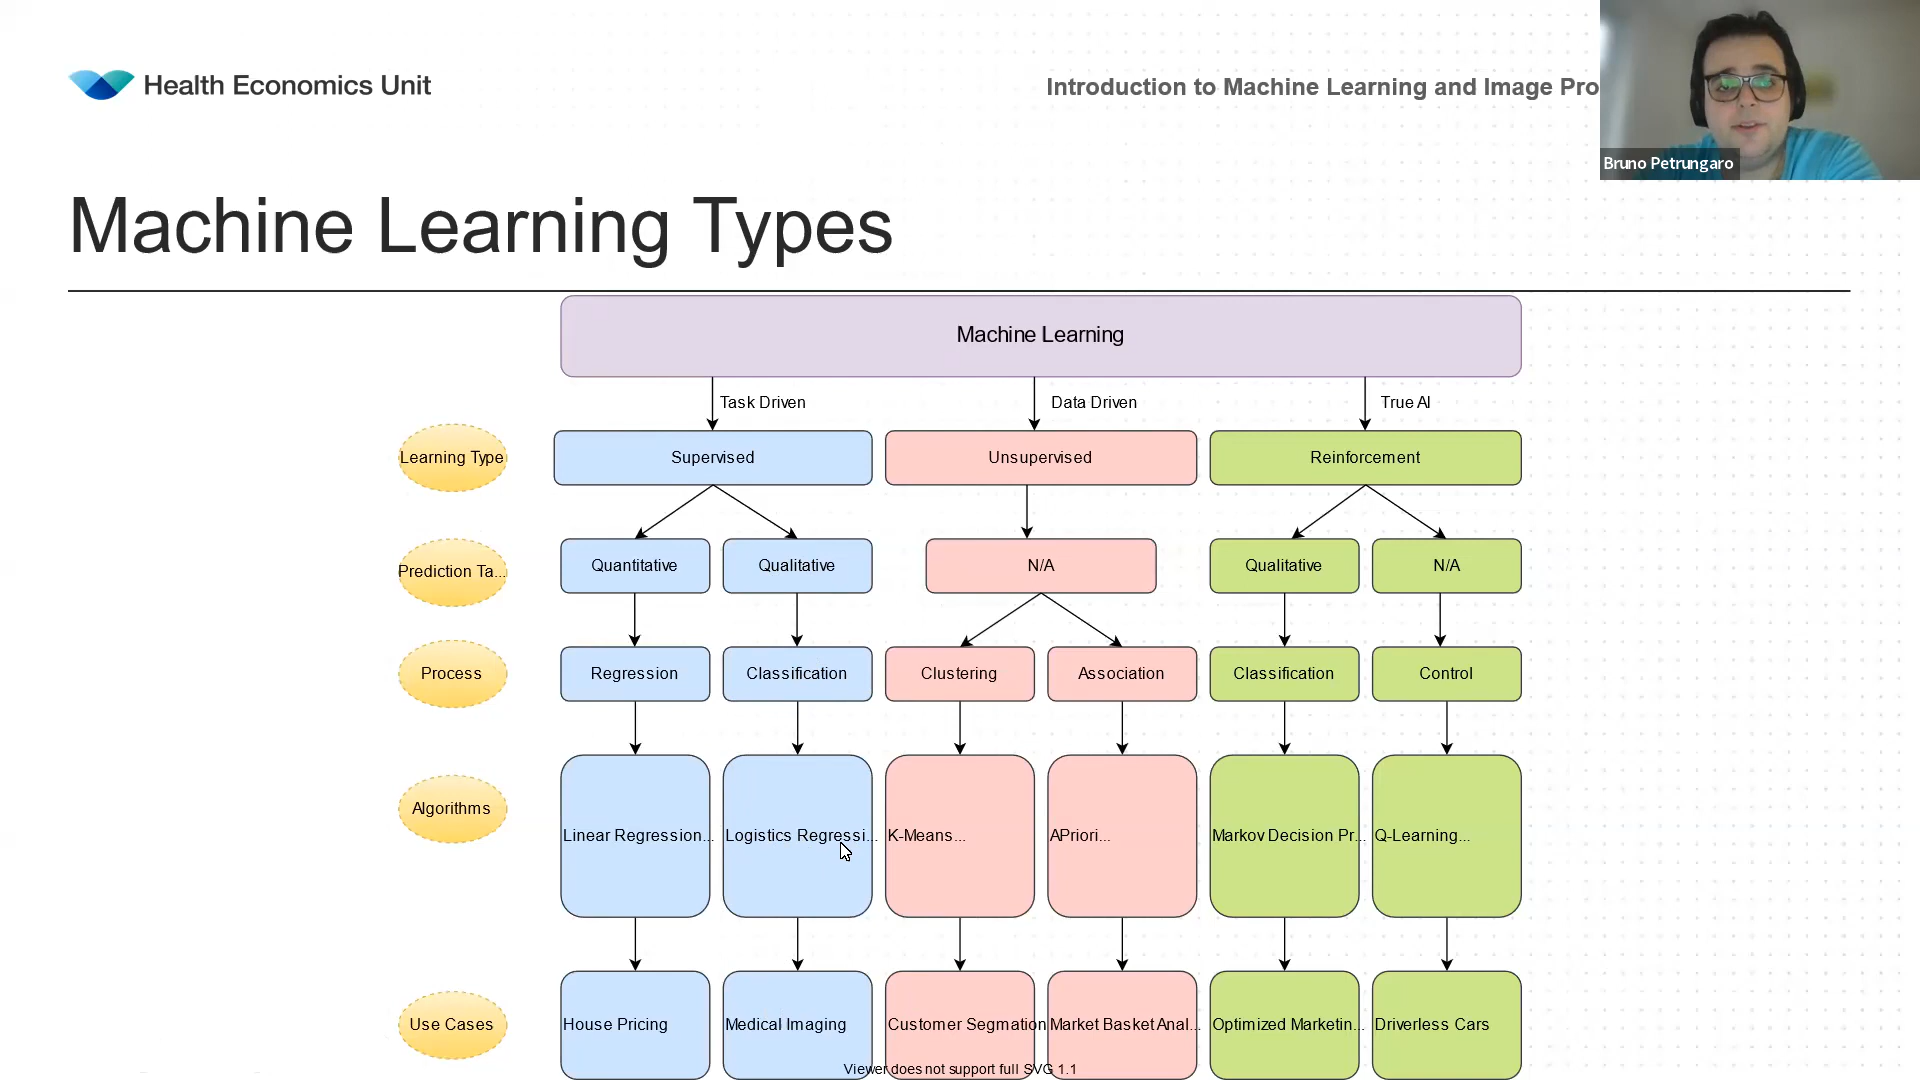 Health Economics Unit
Introduction to Machine Learning and Image Pro
Bruno Petrungaro
Machine Learning Types
Machine Learning
Task Driven
Data Driven
True AI
Learning Type
Supervised
Unsupervised
Reinforcement
Prediction Ta...
Quantitative
Qualitative
N/A
Qualitative
N/A
Process
Regression
Classification
Clustering
Association
Classification
Control
Algorithms
Linear Regression...
Logistics Regressi...
K-Means...
APriori...
Markov Decision Pr...
Q-Learning...
Use Cases
House Pricing
Medical Imaging
Customer Segmation
Market Basket Anal...
Optimized Marketin...
Driverless Cars
Viewer does not support full SVG 1.1